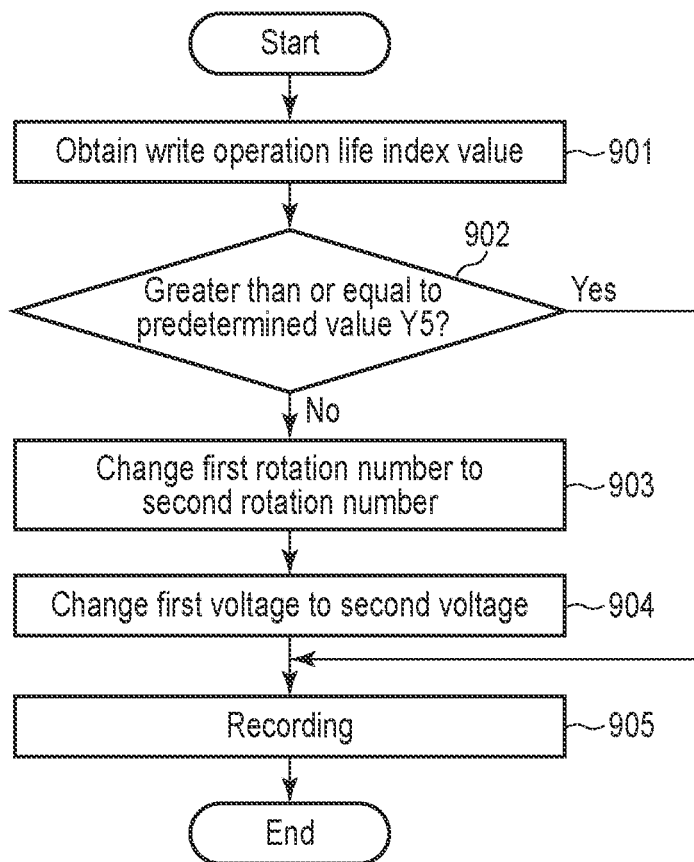 Start
Obtain write operation life index value
901
902
Greater than or equal to
predetermined value Y5?
Yes
No
Change first rotation number to
second rotation number
903
Change first voltage to second voltage
904
Recording
905
End